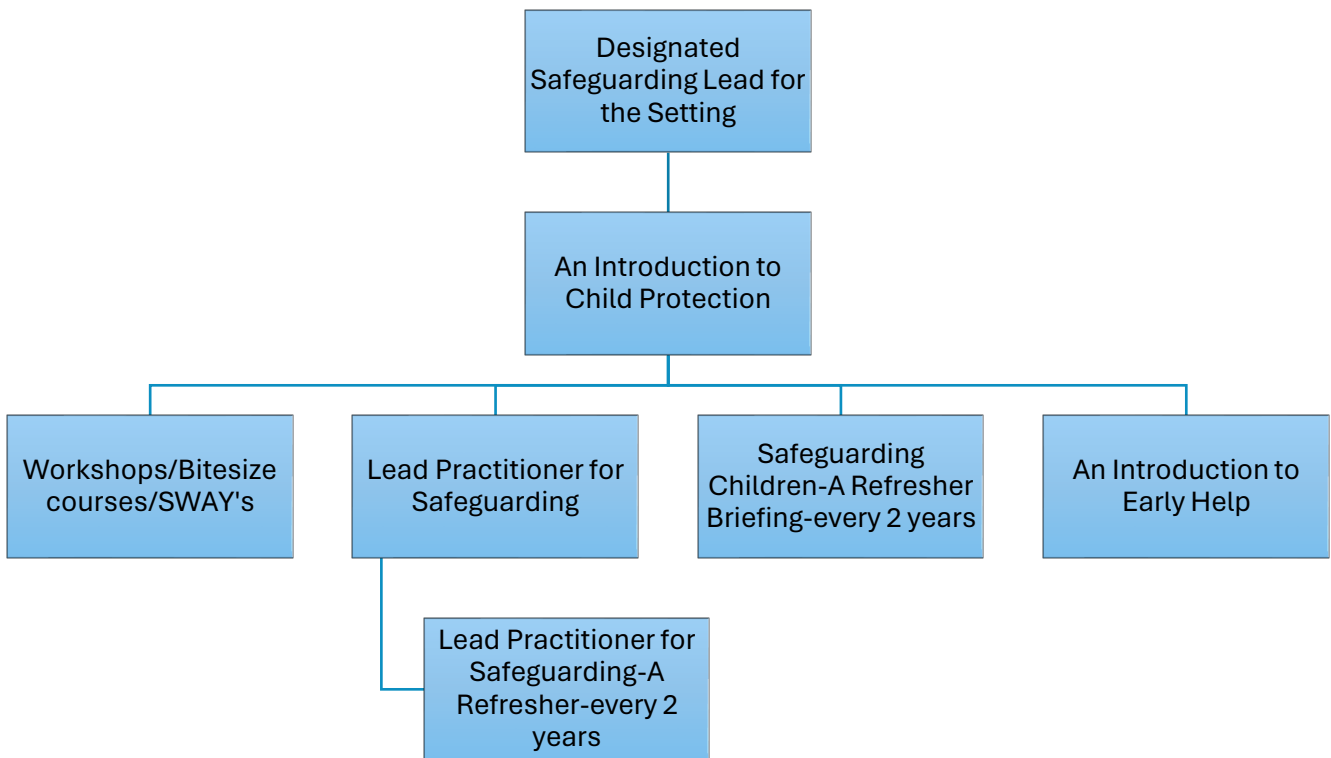 Designated
Safeguarding Lead for
the Setting
An Introduction to
Child Protection
Workshops/Bitesize
courses/SWAY's
Lead Practitioner for
Safeguarding
Safeguarding
Children-A Refresher
Briefing-every 2 years
An Introduction to
Early Help
Lead Practitioner for
Safeguarding-A
Refresher-every 2
years